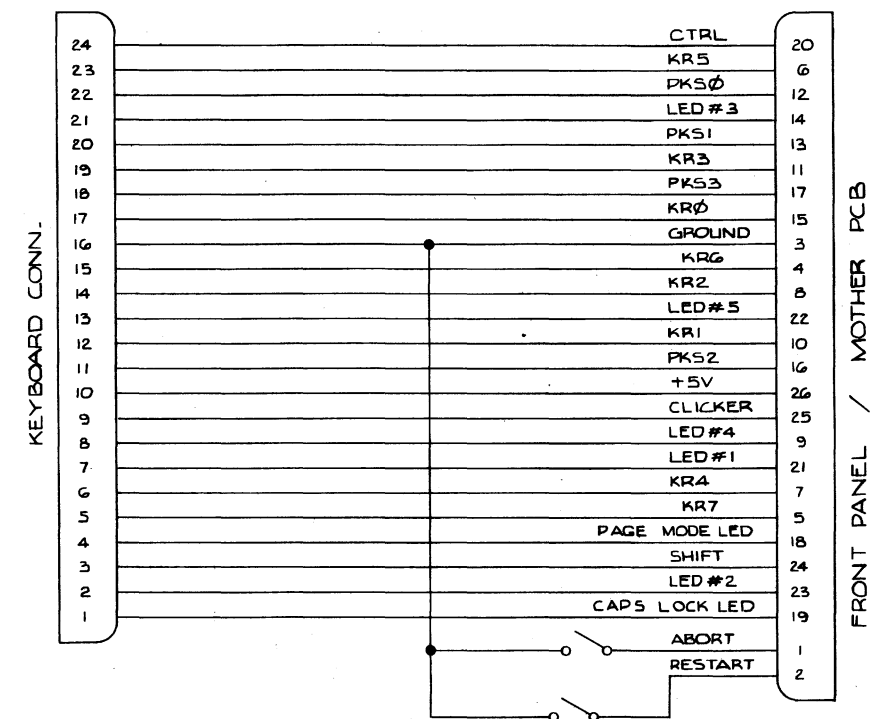 24 CTRL 20
23 KR5 6
22 PKSØ 12
21 LED#3 14
20 PKS1 13
19 KR3 11
18 PKS3 17
17 KRØ 15
16 GROUND 3
15 KR6 4
14 KR2 8
13 LED#5 22
12 KR1 10
11 PKS2 16
10 +5V 26
9 CLICKER 25
8 LED#4 9
7 LED#1 21
6 KR4 7
5 KR7 5
4 PAGE MODE LED 18
3 SHIFT 24
2 LED#2 23
1 CAPS LOCK LED 19
ABORT 1
RESTART 2
KEYBOARD CONN.
FRONT PANEL / MOTHER PCB